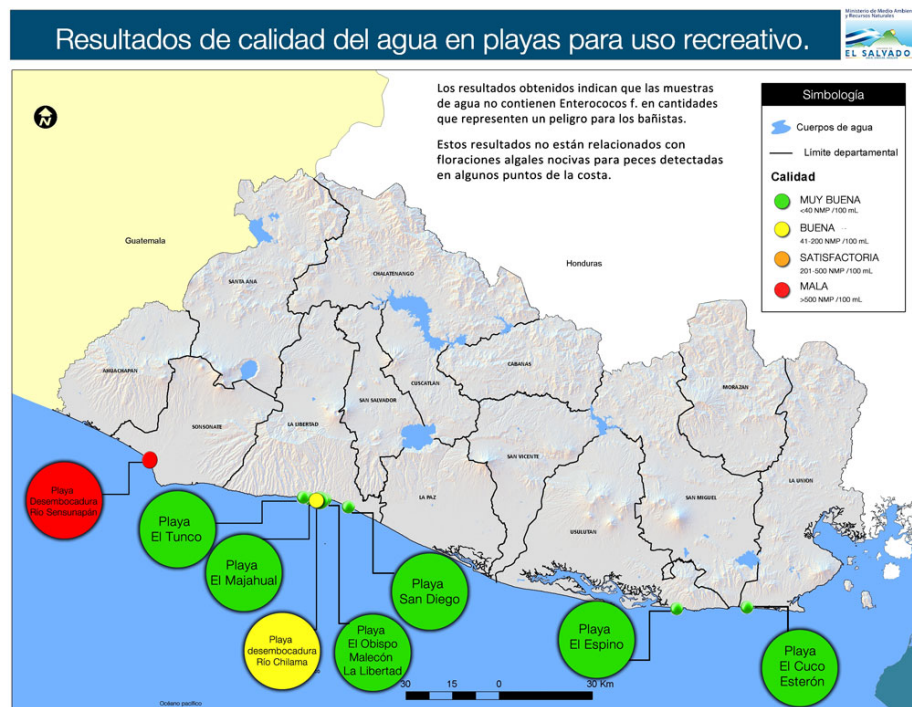 Resultados de calidad del agua en playas para uso recreativo.
Ministerio de Medio Ambien
y Recursos Naturales
EL SALVADO
Los resultados obtenidos indican que las muestras
de agua no contienen Enterococos f. en cantidades
que representen un peligro para los bañistas.
Estos resultados no están relacionados con
floraciones algales nocivas para peces detectadas
en algunos puntos de la costa.
Simbología
Cuerpos de agua
Límite departamental
Calidad
MUY BUENA
<40 NMP /100 mL
BUENA
41-200 NMP /100 mL
SATISFACTORIA
201-500 NMP /100 mL
MALA
>500 NMP /100 mL
N
Guatemala
Honduras
SANTA ANA
CHALATENANGO
AHUACHAPAN
SONSONATE
LA LIBERTAD
SAN SALVADOR
CUSCATLAN
CABAÑAS
SAN VICENTE
LA PAZ
USULUTAN
SAN MIGUEL
MORAZAN
LA UNION
Playa
Desembocadura
Río Sensunapán
Playa
El Tunco
Playa
El Majahual
Playa
desembocadura
Río Chilama
Playa
El Obispo
Malecón
La Libertad
Playa
San Diego
Playa
El Espino
Playa
El Cuco
Esterón
30 15 0 30 Km
Océano pacífico